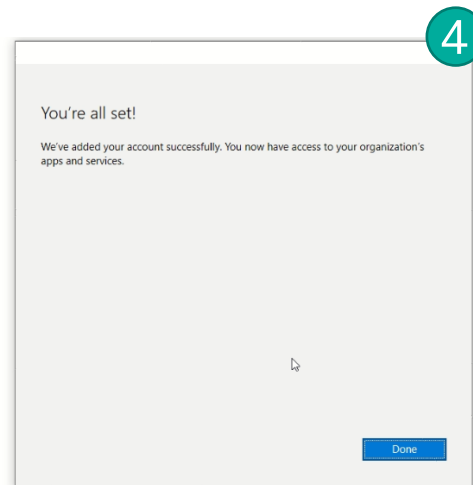 4
You're all set!
We've added your account successfully. You now have access to your organization's
apps and services.
Done